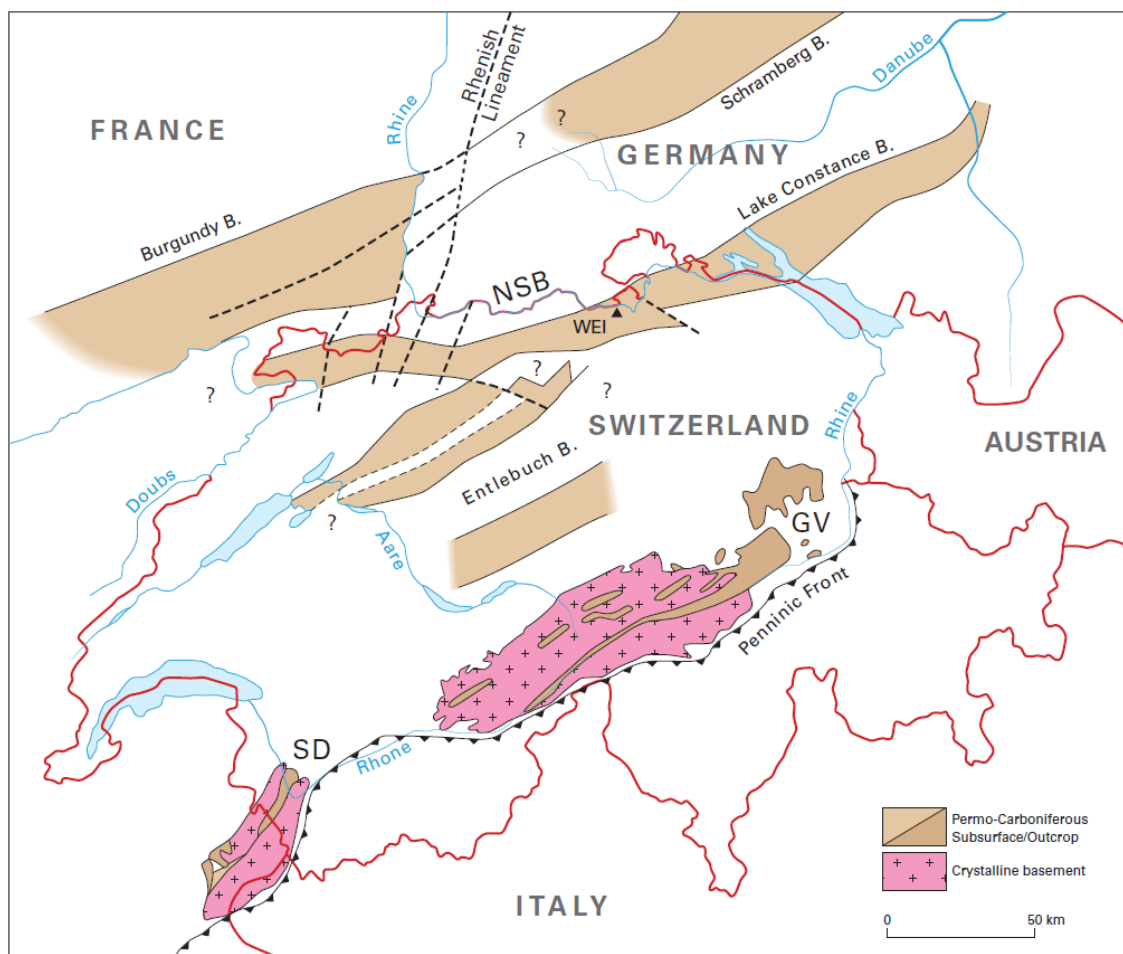 Rhenish
Lineament
Rhine
Schramberg B.
Danube
FRANCE
?
?
GERMANY
Lake Constance B.
Burgundy B.
NSB
WEI
?
?
?
SWITZERLAND
Rhine
AUSTRIA
Entlebuch B.
Doubs
?
Aare
GV
Penninic Front
SD
Rhone
ITALY
Permo-Carboniferous
Subsurface/Outcrop
Crystalline basement
0 50 km